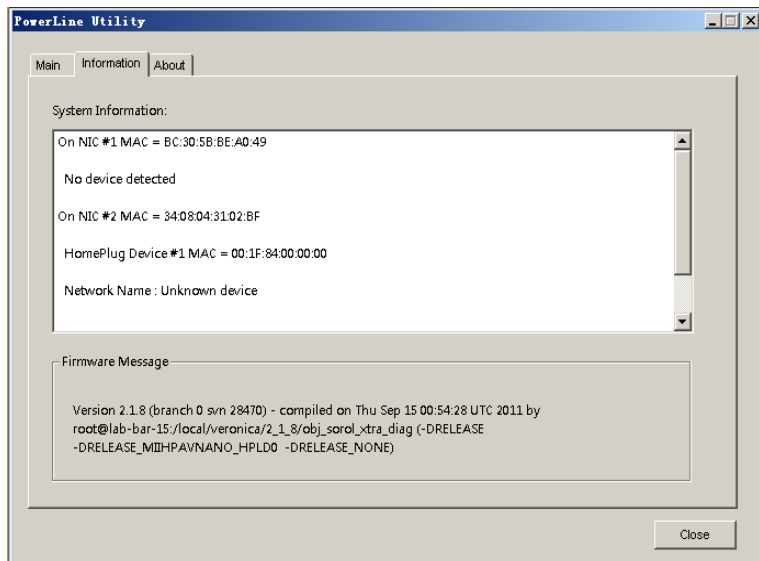 PowerLine Utility
Main
Information
About
System Information:
On NIC #1 MAC = BC:30:5B:BE:A0:49
No device detected
On NIC #2 MAC = 34:08:04:31:02:BF
HomePlug Device #1 MAC = 00:1F:84:00:00:00
Network Name : Unknown device
Firmware Message
Version 2.1.8 (branch 0 svn 28470) - compiled on Thu Sep 15 00:54:28 UTC 2011 by
root@lab-bar-15:/local/veronica/2_1_8/obj_sorol_xtra_diag (-DRELEASE
-DRELEASE_MIIHPAVNANO_HPLD0 -DRELEASE_NONE)
Close